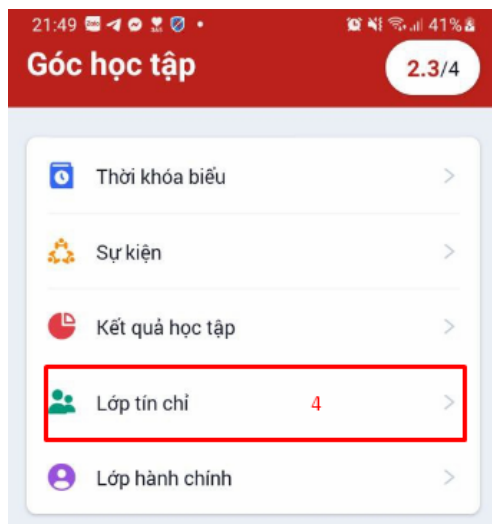 21:49 41%
Góc học tập 2.3/4
Thời khóa biểu
Sự kiện
Kết quả học tập
Lớp tín chỉ 4
Lớp hành chính